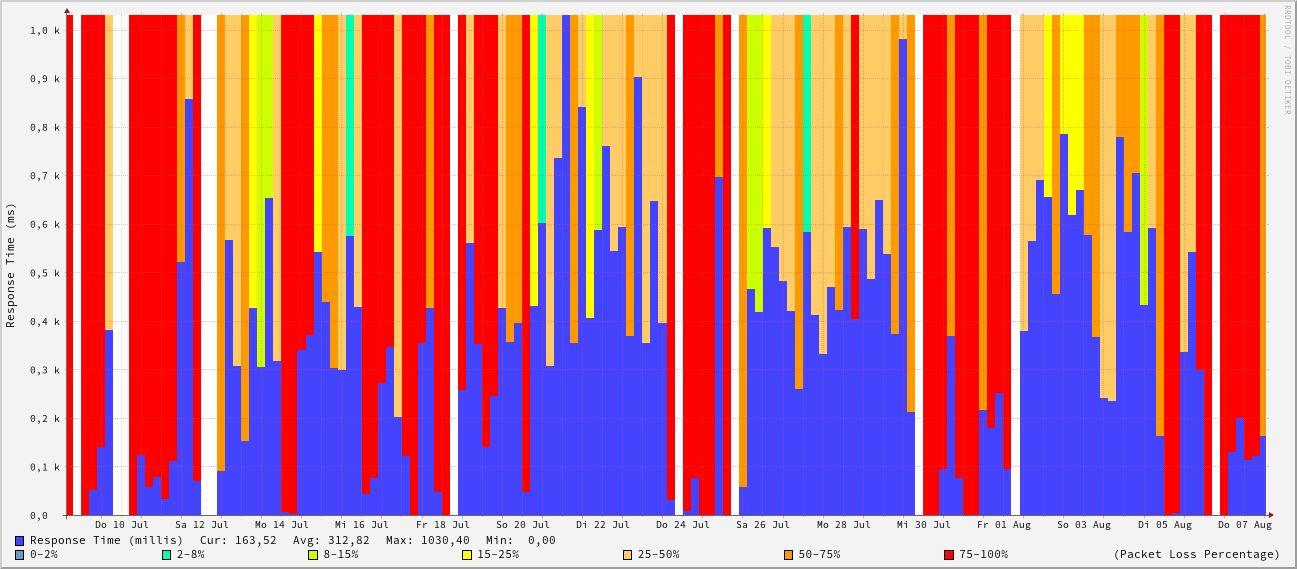 RRDTOOL / TOBI OETIKER
Response Time (ms)
1,0 k
0,9 k
0,8 k
0,7 k
0,6 k
0,5 k
0,4 k
0,3 k
0,2 k
0,1 k
0,0
Do 10 Jul Sa 12 Jul Mo 14 Jul Mi 16 Jul Fr 18 Jul So 20 Jul Di 22 Jul Do 24 Jul Sa 26 Jul Mo 28 Jul Mi 30 Jul Fr 01 Aug So 03 Aug Di 05 Aug Do 07 Aug
Response Time (millis) Cur: 163,52 Avg: 312,82 Max: 1030,40 Min: 0,00
0-2% 2-8% 8-15% 15-25% 25-50% 50-75% 75-100% (Packet Loss Percentage)